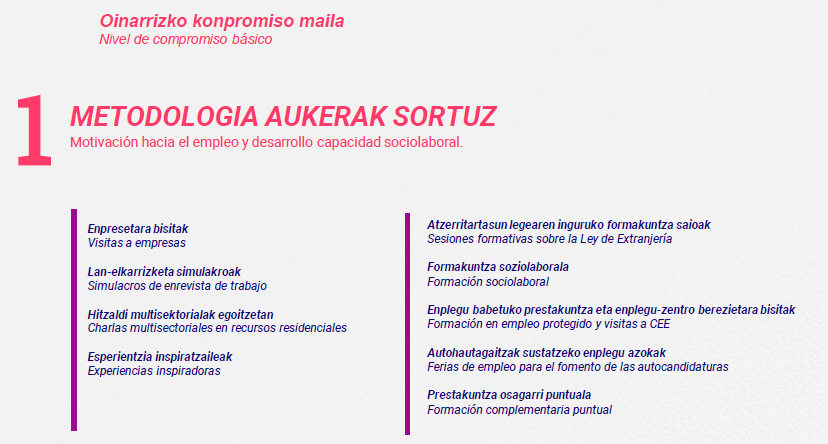 Oinarrizko konpromiso maila
Nivel de compromiso básico
1
METODOLOGIA AUKERAK SORTUZ
Motivación hacia el empleo y desarrollo capacidad sociolaboral.
Enpresetara bisitak
Visitas a empresas
Lan-elkarrizketa simulakroak
Simulacros de enrevista de trabajo
Hitzaldi multisektorialak egoitzetan
Charlas multisectoriales en recursos residenciales
Esperientzia inspiratzaileak
Experiencias inspiradoras
Atzerritartasun legearen inguruko formakuntza saioak
Sesiones formativas sobre la Ley de Extranjería
Formakuntza soziolaborala
Formación sociolaboral
Enplegu babetuko prestakuntza eta enplegu-zentro berezietara bisitak
Formación en empleo protegido y visitas a CEE
Autohautagaitzak sustatzeko enplegu azokak
Ferias de empleo para el fomento de las autocandidaturas
Prestakuntza osagarri puntuala
Formación complementaria puntual